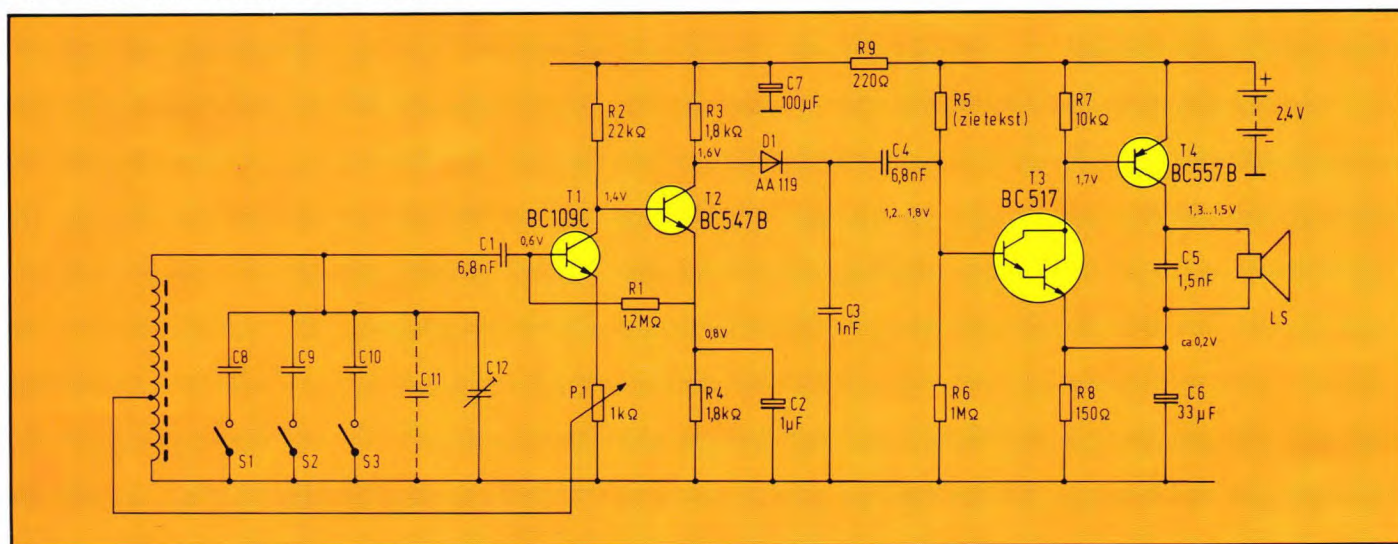 R9
220Ω
+
−
2,4V
C7
100µF
R2
22kΩ
R3
1,8kΩ
R5
(zie tekst)
R7
10kΩ
1,6V
D1
AA119
C4
6,8nF
T4
BC557B
1,7V
T1
BC109C
1,4V
T2
BC547B
1,2...1,8V
T3
BC517
1,3...1,5V
C1
6,8nF
0,6V
C5
1,5nF
LS
R1
1,2MΩ
C3
1nF
0,8V
ca 0,2V
C8
C9
C10
C11
C12
P1
1kΩ
R4
1,8kΩ
C2
1µF
R6
1MΩ
R8
150Ω
C6
33µF
S1
S2
S3